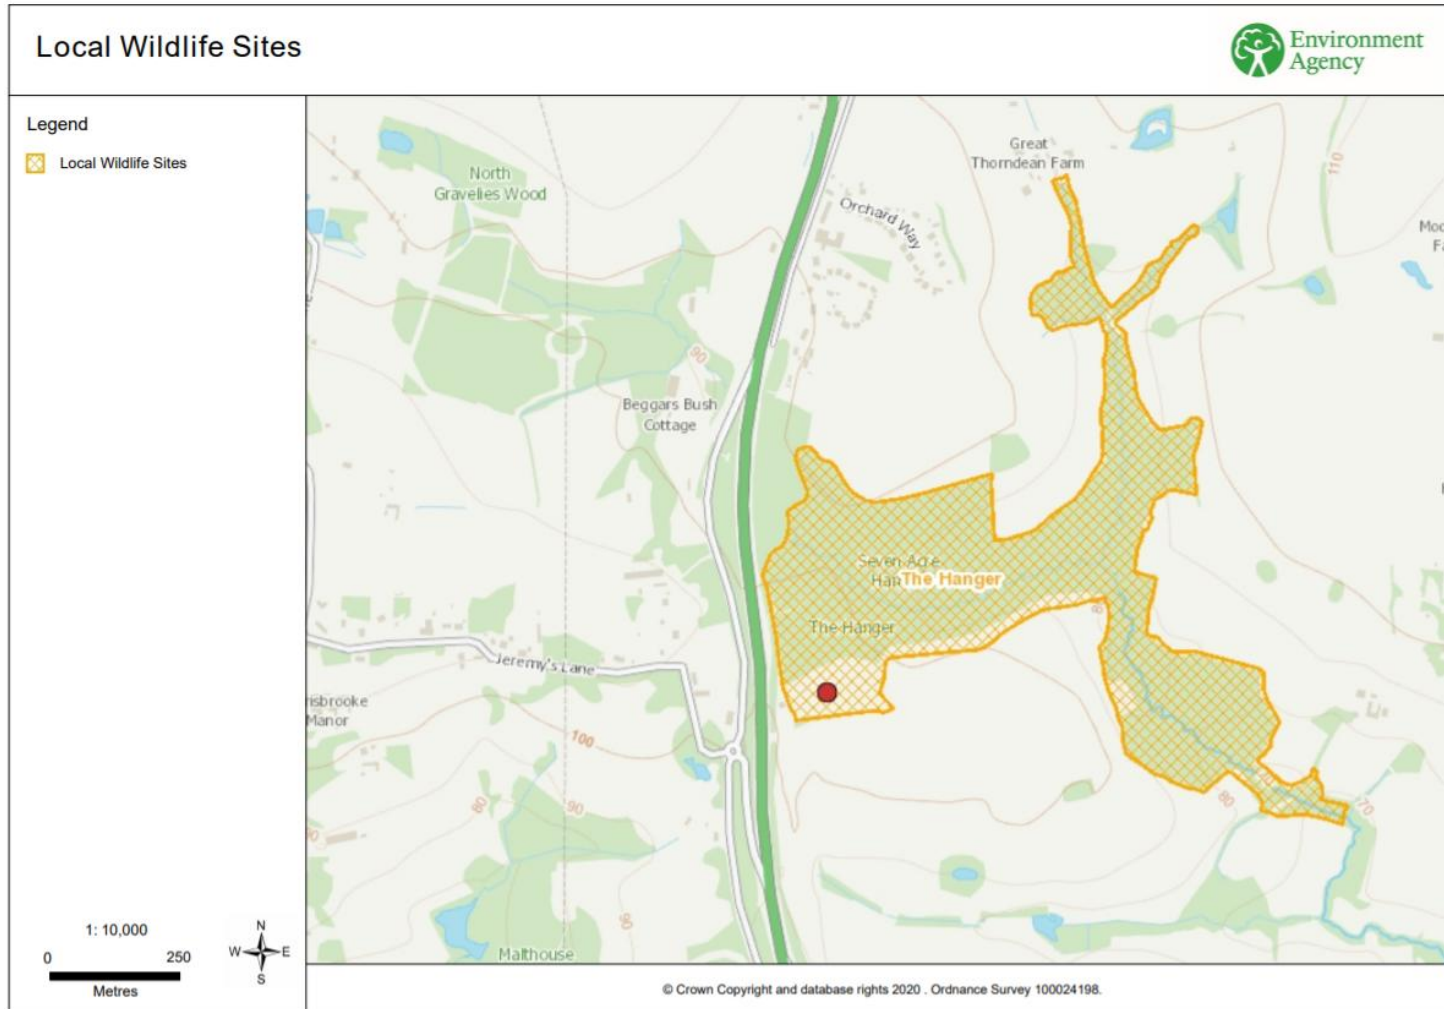 Local Wildlife Sites
Environment
Agency
Legend
Local Wildlife Sites
North
Gravelies Wood
Great
Thorndean Farm
110
Orchard Way
90
Beggars Bush
Cottage
Seven Acre
The Hanger
The Hanger
Jeremy's Lane
Manor
100
80
90
80
70
90
Malthouse
1: 10,000
0 250
Metres
N
W E
S
© Crown Copyright and database rights 2020 . Ordnance Survey 100024198.